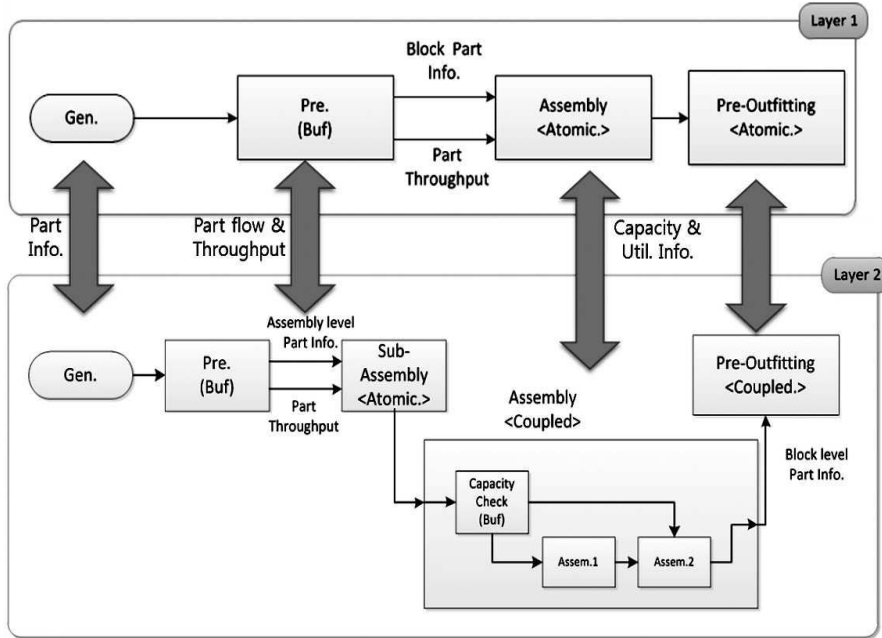 Layer 1
Gen.
Pre.
(Buf)
Block Part
Info.
Part
Throughput
Assembly
<Atomic.>
Pre-Outfitting
<Atomic.>
Part
Info.
Part flow &
Throughput
Capacity &
Util. Info.
Layer 2
Gen.
Pre.
(Buf)
Assembly level
Part Info.
Part
Throughput
Sub-
Assembly
<Atomic.>
Assembly
<Coupled>
Pre-Outfitting
<Coupled.>
Block level
Part Info.
Capacity
Check
(Buf)
Assem.1
Assem.2